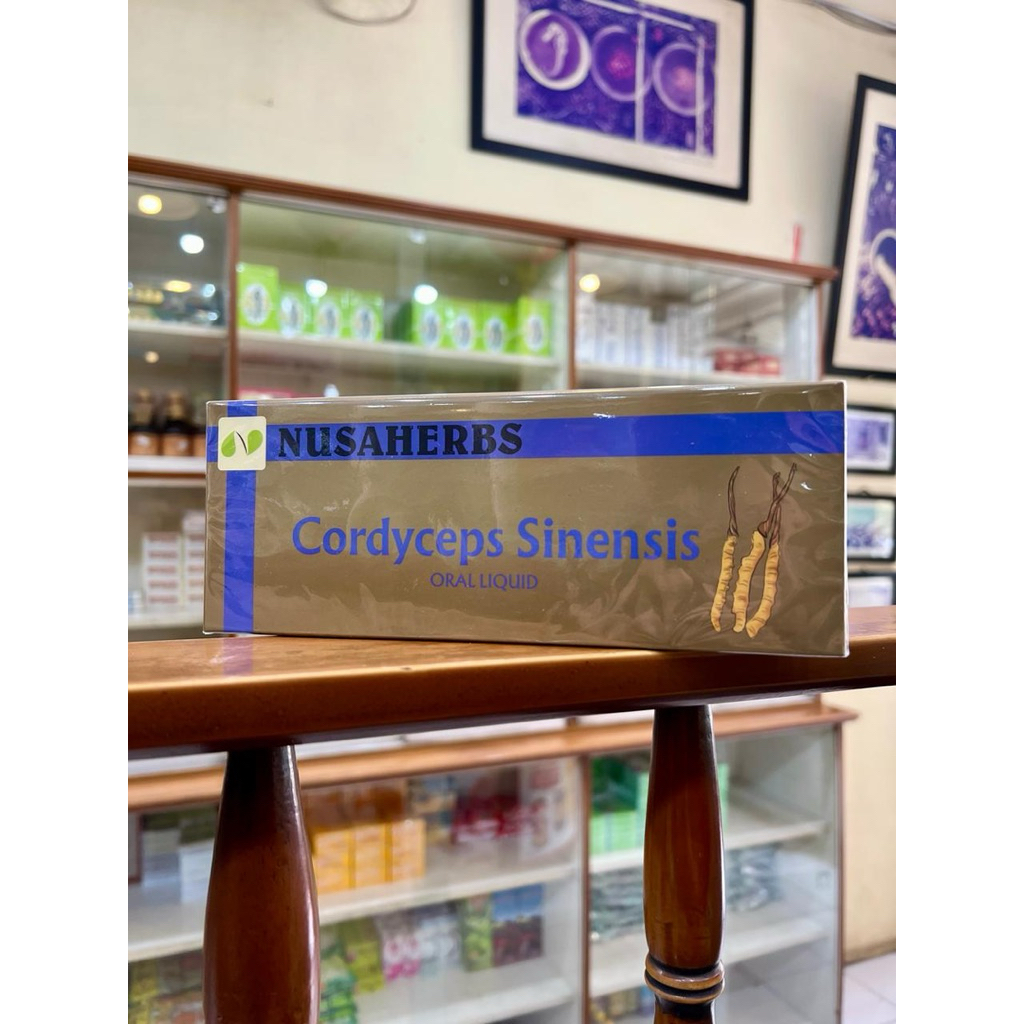 NUSAHERBS
Cordyceps Sinensis
ORAL LIQUID